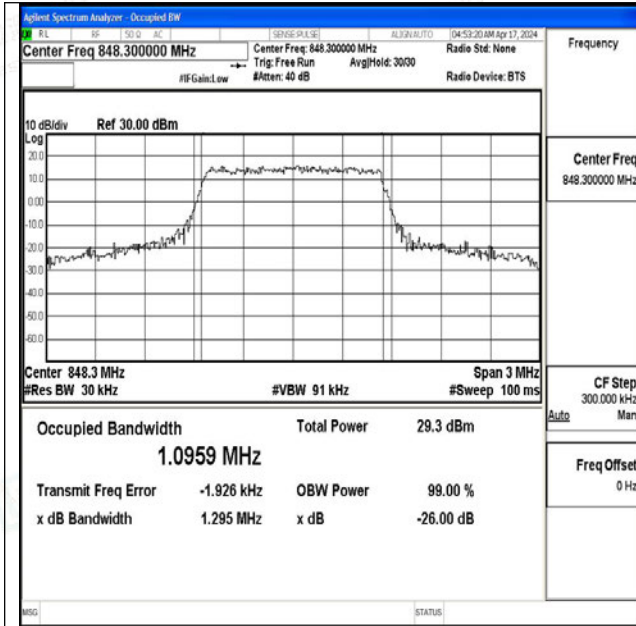 Agilent Spectrum Analyzer - Occupied BW
RL RF 50 Ω AC SENSE:PULSE ALIGNAUTO 04:53:20 AM Apr 17, 2024
Center Freq 848.300000 MHz
Center Freq: 848.300000 MHz
Radio Std: None
Trig: Free Run Avg|Hold: 30/30
#IFGain:Low #Atten: 40 dB Radio Device: BTS
10 dB/div Ref 30.00 dBm
Log
20.0
10.0
0.00
-10.0
-20.0
-30.0
-40.0
-50.0
-60.0
Center 848.3 MHz Span 3 MHz
#Res BW 30 kHz #VBW 91 kHz #Sweep 100 ms
Occupied Bandwidth Total Power 29.3 dBm
1.0959 MHz
Transmit Freq Error -1.926 kHz OBW Power 99.00 %
x dB Bandwidth 1.295 MHz x dB -26.00 dB
MSG STATUS
Frequency
Center Freq
848.300000 MHz
CF Step
300.000 kHz
Auto Man
Freq Offset
0 Hz